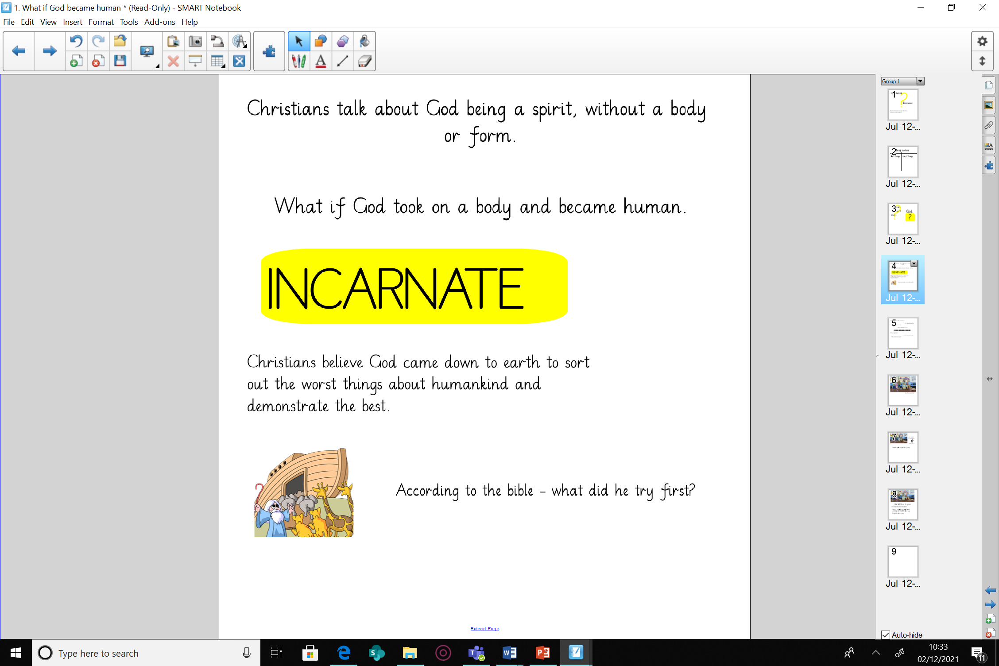 1. What if God became human * (Read-Only) - SMART Notebook
File Edit View Insert Format Tools Add-ons Help
Group 1
Christians talk about God being a spirit, without a body
or form.
What if God took on a body and became human.
INCARNATE
Christians believe God came down to earth to sort
out the worst things about humankind and
demonstrate the best.
According to the bible - what did he try first?
Extend Page
1
Jul 12-...
2
Jul 12-...
3
God
?
Jul 12-...
4
INCARNATE
Jul 12-...
5
Jul 12-...
6
Jul 12-...
7
Jul 12-...
8
Jul 12-...
9
Jul 12-...
Auto-hide
Type here to search
10:33
02/12/2021
11